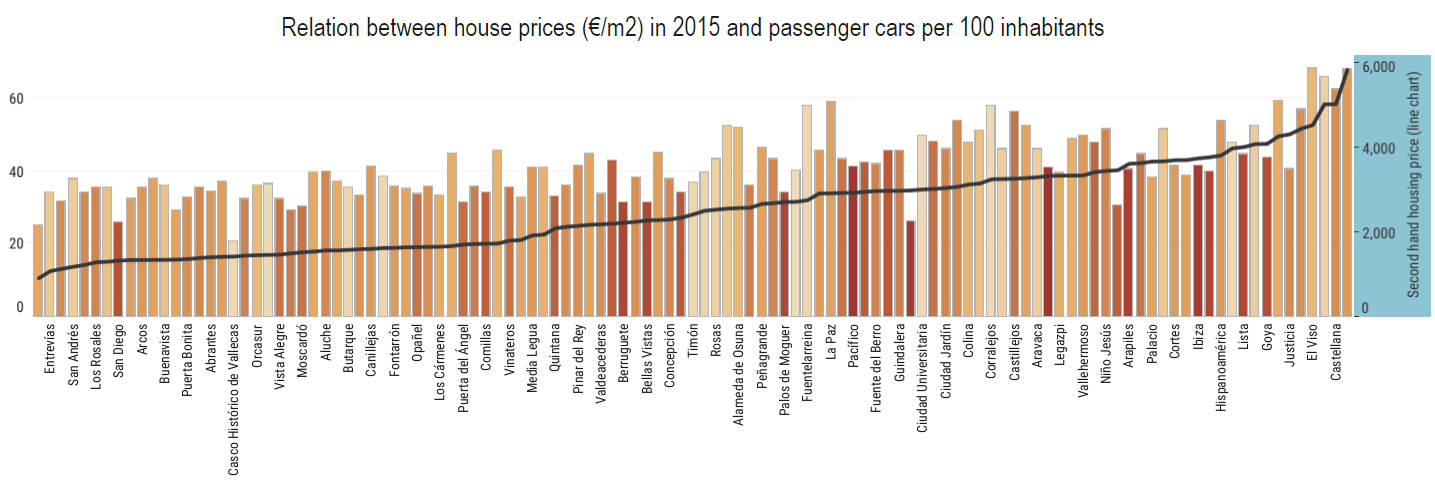 Relation between house prices (€/m2) in 2015 and passenger cars per 100 inhabitants
60
40
20
0
6,000
4,000
2,000
0
Second hand housing price (line chart)
Entrevías
San Andrés
Los Rosales
San Diego
Arcos
Buenavista
Puerta Bonita
Abrantes
Casco Histórico de Vallecas
Orcasur
Vista Alegre
Moscardó
Aluche
Butarque
Canillejas
Fontarrón
Opañel
Los Cármenes
Puerta del Ángel
Comillas
Vinateros
Media Legua
Quintana
Pinar del Rey
Valdeacederas
Berruguete
Bellas Vistas
Concepción
Timón
Rosas
Alameda de Osuna
Peñagrande
Palos de Moguer
Fuentelarreina
La Paz
Pacífico
Fuente del Berro
Guindalera
Ciudad Universitaria
Ciudad Jardín
Colina
Corralejos
Castillejos
Aravaca
Legazpi
Vallehermoso
Niño Jesús
Arapiles
Palacio
Cortes
Ibiza
Hispanoamérica
Lista
Goya
Justicia
El Viso
Castellana